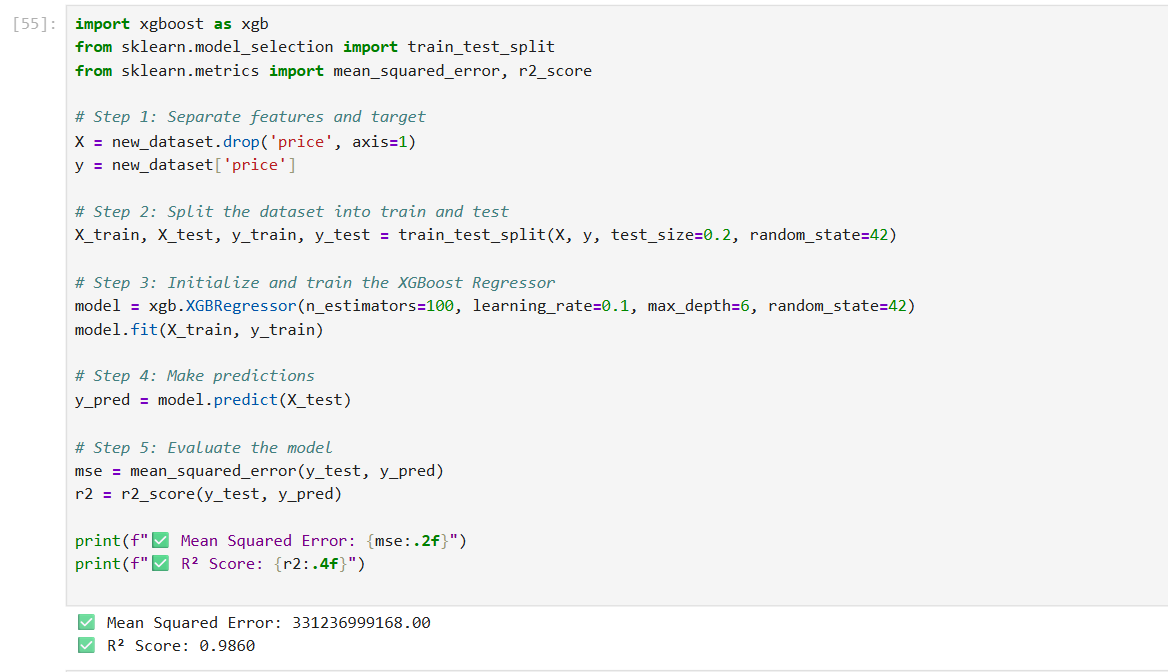 [55]:
import xgboost as xgb
from sklearn.model_selection import train_test_split
from sklearn.metrics import mean_squared_error, r2_score
# Step 1: Separate features and target
X = new_dataset.drop('price', axis=1)
y = new_dataset['price']
# Step 2: Split the dataset into train and test
X_train, X_test, y_train, y_test = train_test_split(X, y, test_size=0.2, random_state=42)
# Step 3: Initialize and train the XGBoost Regressor
model = xgb.XGBRegressor(n_estimators=100, learning_rate=0.1, max_depth=6, random_state=42)
model.fit(X_train, y_train)
# Step 4: Make predictions
y_pred = model.predict(X_test)
# Step 5: Evaluate the model
mse = mean_squared_error(y_test, y_pred)
r2 = r2_score(y_test, y_pred)
print(f"✅ Mean Squared Error: {mse:.2f}")
print(f"✅ R² Score: {r2:.4f}")
✅ Mean Squared Error: 331236999168.00
✅ R² Score: 0.9860